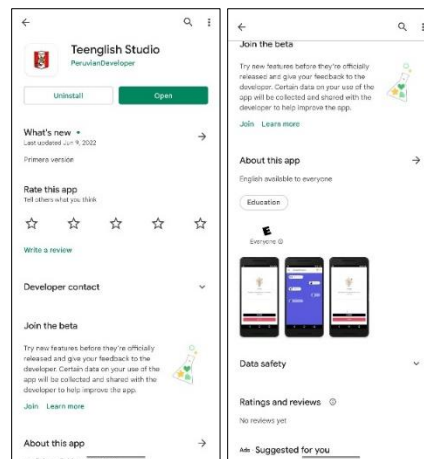 Teenglish Studio
PeruvianDeveloper
Uninstall
Open
What's new •
Last updated Jun 9, 2022
Primera version
Rate this app
Tell others what you think
Write a review
Developer contact
Join the beta
Try new features before they're officially
released and give your feedback to the
developer. Certain data on your use of the
app will be collected and shared with the
developer to help improve the app.
Join Learn more
About this app
Join the beta
Try new features before they're officially
released and give your feedback to the
developer. Certain data on your use of the
app will be collected and shared with the
developer to help improve the app.
Join Learn more
About this app
English available to everyone
Education
E
Everyone
Data safety
Ratings and reviews
No reviews yet
Ads · Suggested for you